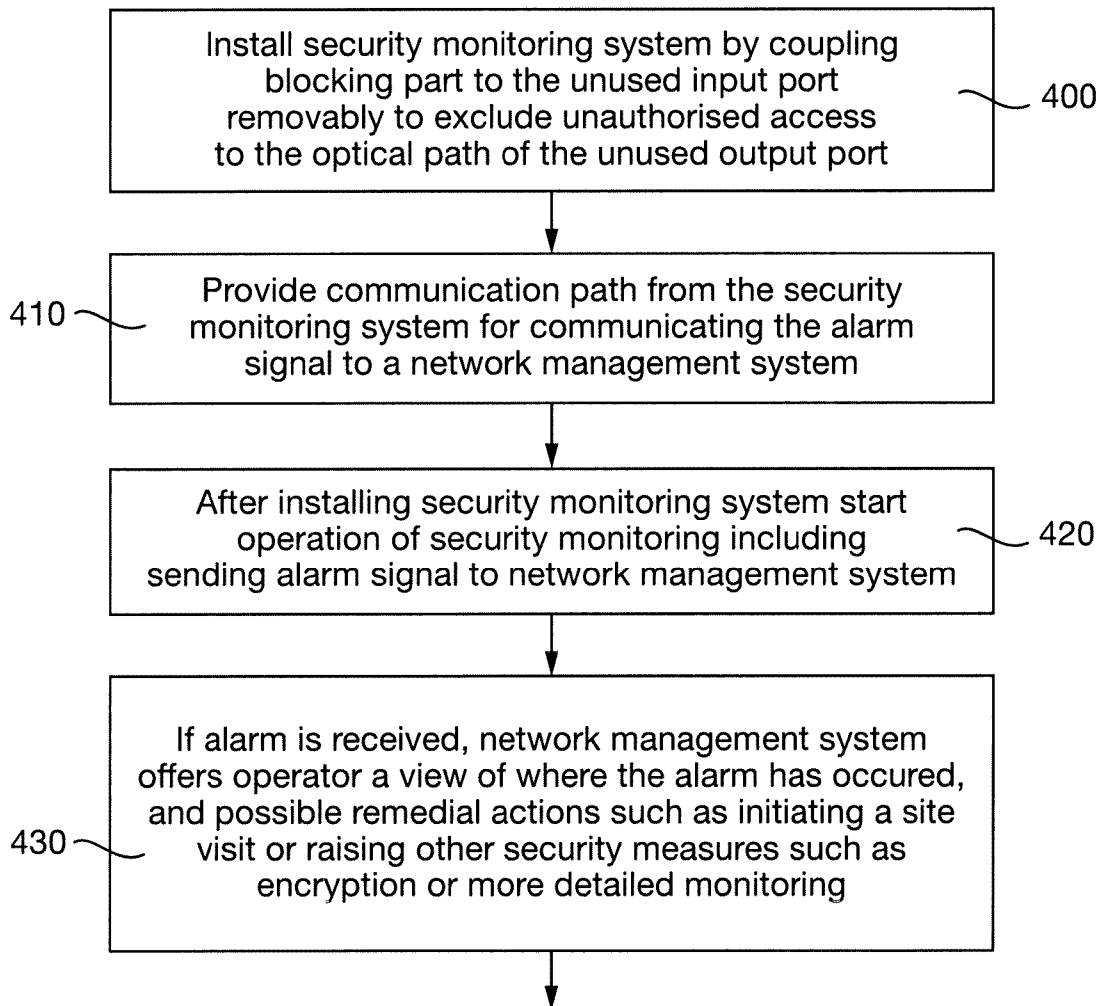 Install security monitoring system by coupling
blocking part to the unused input port
removably to exclude unauthorised access
to the optical path of the unused output port
400
410
Provide communication path from the security
monitoring system for communicating the alarm
signal to a network management system
After installing security monitoring system start
operation of security monitoring including
sending alarm signal to network management system
420
If alarm is received, network management system
offers operator a view of where the alarm has occured,
and possible remedial actions such as initiating a site
visit or raising other security measures such as
encryption or more detailed monitoring
430